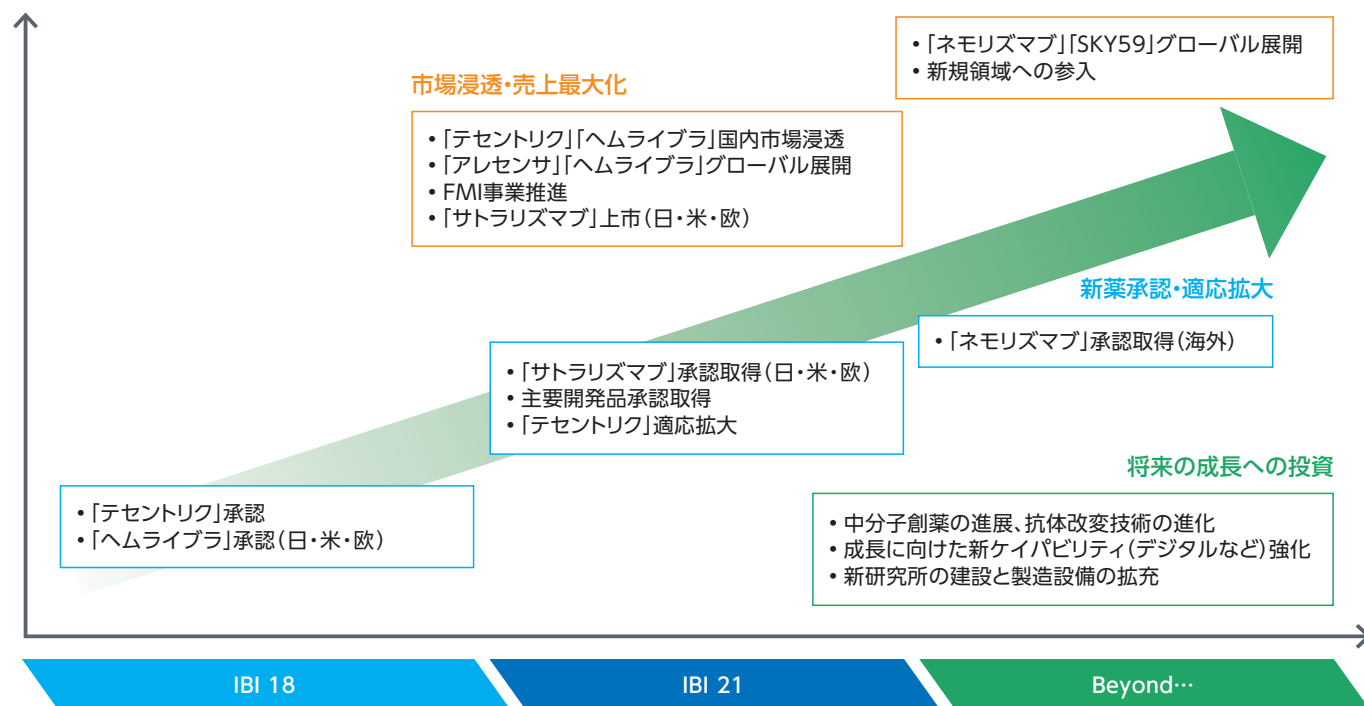 • 「ネモリズマブ」「SKY59」グローバル展開
• 新規領域への参入
市場浸透・売上最大化
• 「テセントリク」「ヘムライブラ」国内市場浸透
• 「アレセンサ」「ヘムライブラ」グローバル展開
• FMI事業推進
• 「サトラリズマブ」上市(日・米・欧)
新薬承認・適応拡大
• 「ネモリズマブ」承認取得(海外)
• 「サトラリズマブ」承認取得(日・米・欧)
• 主要開発品承認取得
• 「テセントリク」適応拡大
• 「テセントリク」承認
• 「ヘムライブラ」承認(日・米・欧)
将来の成長への投資
• 中分子創薬の進展、抗体改変技術の進化
• 成長に向けた新ケイパビリティ(デジタルなど)強化
• 新研究所の建設と製造設備の拡充
IBI 18
IBI 21
Beyond…